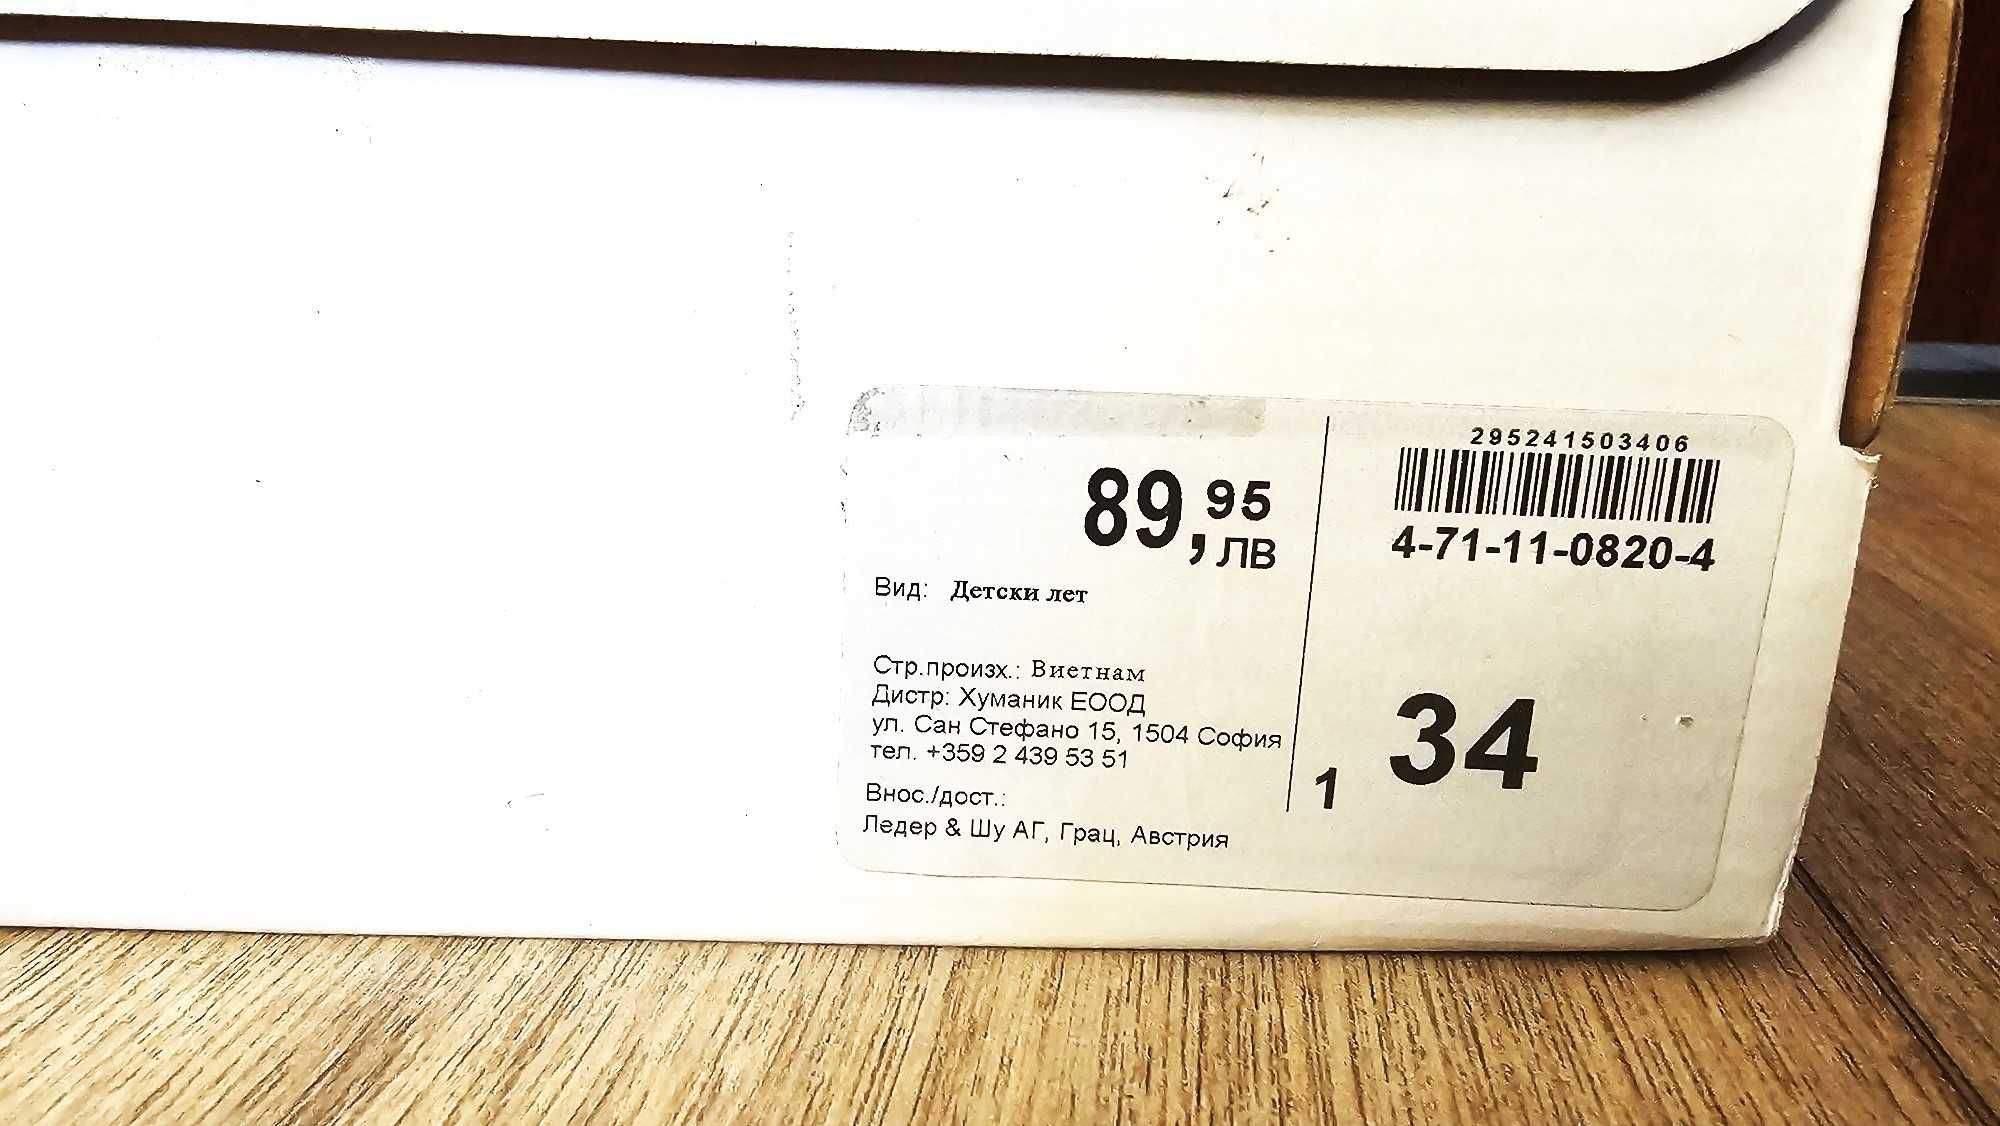 89,95 ЛВ
Вид: Детски лет
Стр.произх.: Виетнам
Дистр: Хуманик ЕООД
ул. Сан Стефано 15, 1504 София
тел. +359 2 439 53 51
Внос./дост.:
Ледер & Шу АГ, Грац, Австрия
295241503406
4-71-11-0820-4
1 34